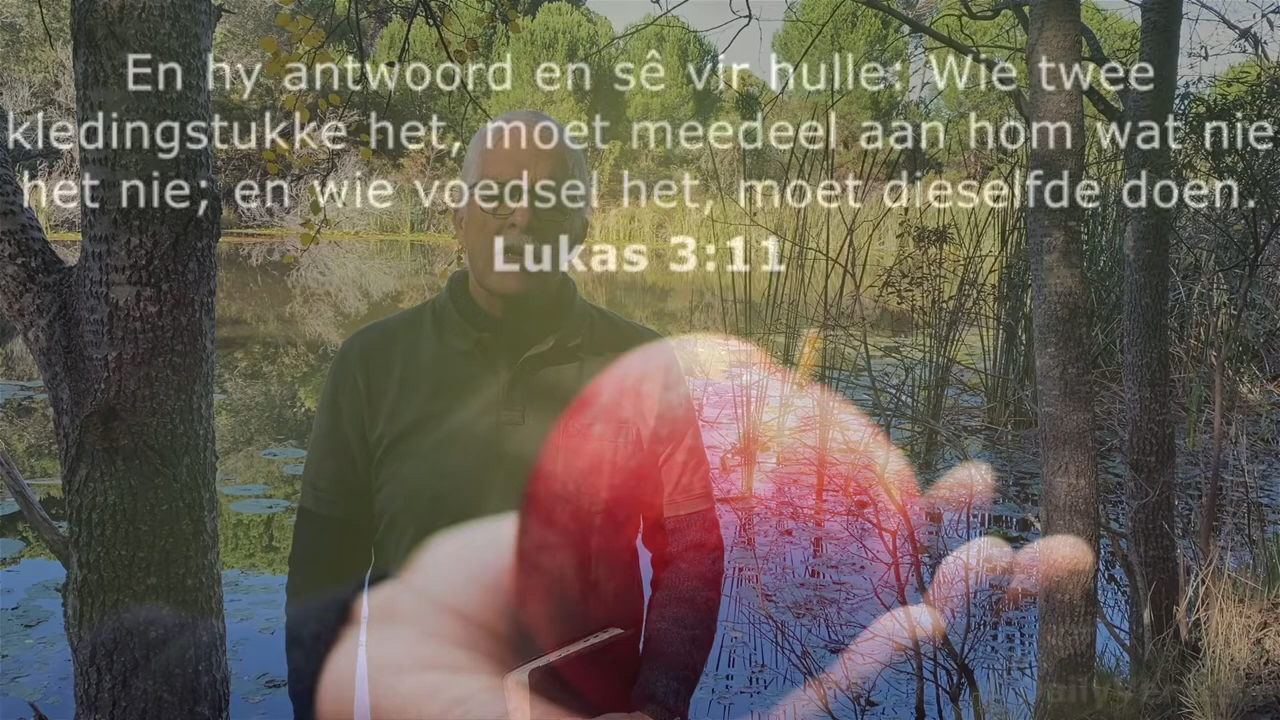 En hy antwoord en sê vir hulle: Wie twee
kledingstukke het, moet meedeel aan hom wat nie
het nie; en wie voedsel het, moet dieselfde doen.
Lukas 3:11